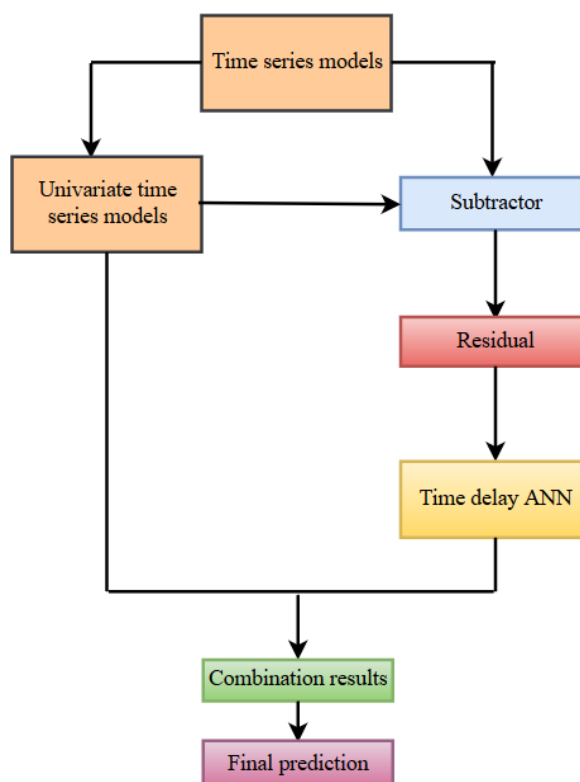 Time series models
Univariate time
series models
Subtractor
Residual
Time delay ANN
Combination results
Final prediction